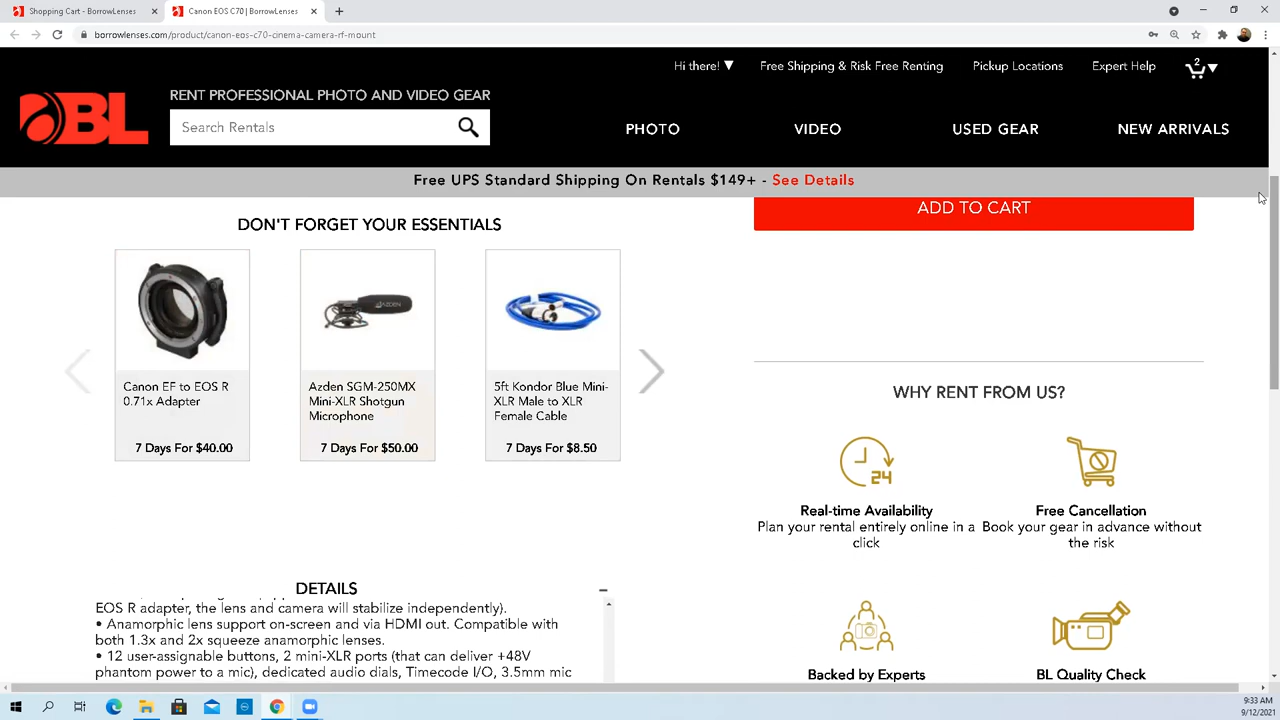 Shopping Cart - BorrowLenses
Canon EOS C70 | BorrowLenses
borrowlenses.com/product/canon-eos-c70-cinema-camera-rf-mount
Hi there! ▼
Free Shipping & Risk Free Renting
Pickup Locations
Expert Help
2
BL
RENT PROFESSIONAL PHOTO AND VIDEO GEAR
Search Rentals
PHOTO
VIDEO
USED GEAR
NEW ARRIVALS
Free UPS Standard Shipping On Rentals $149+ - See Details
DON'T FORGET YOUR ESSENTIALS
Canon EF to EOS R
0.71x Adapter
7 Days For $40.00
AZDEN
Azden SGM-250MX
Mini-XLR Shotgun
Microphone
7 Days For $50.00
5ft Kondor Blue Mini-
XLR Male to XLR
Female Cable
7 Days For $8.50
DETAILS
EOS R adapter, the lens and camera will stabilize independently).
• Anamorphic lens support on-screen and via HDMI out. Compatible with
both 1.3x and 2x squeeze anamorphic lenses.
• 12 user-assignable buttons, 2 mini-XLR ports (that can deliver +48V
phantom power to a mic), dedicated audio dials, Timecode I/O, 3.5mm mic
ADD TO CART
WHY RENT FROM US?
24
Real-time Availability
Plan your rental entirely online in a
click
Free Cancellation
Book your gear in advance without
the risk
Backed by Experts
BL Quality Check
9:33 AM
9/12/2021